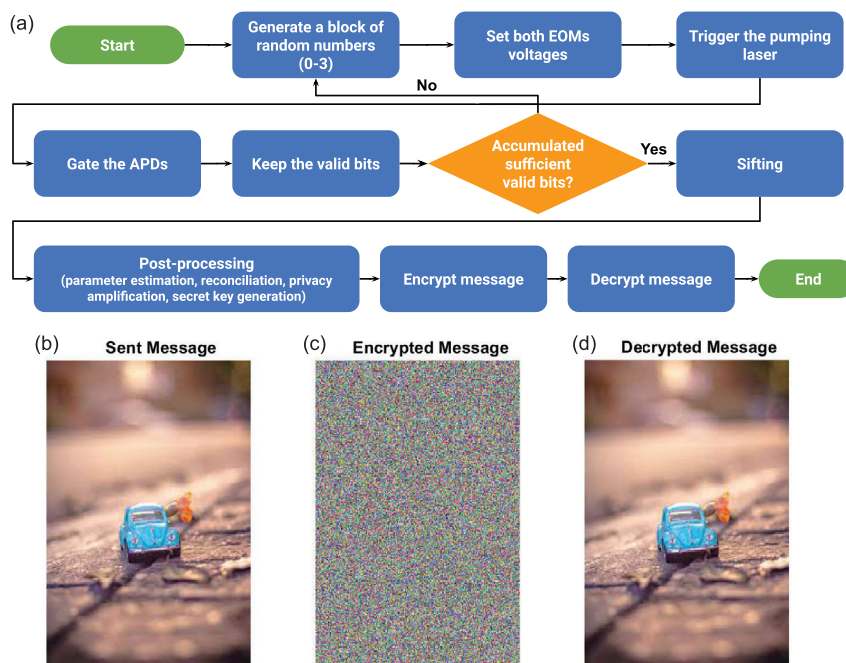 (a)
Start
Generate a block of
random numbers
(0-3)
Set both EOMs
voltages
Trigger the pumping
laser
No
Gate the APDs
Keep the valid bits
Accumulated
sufficient
valid bits?
Yes
Sifting
Post-processing
(parameter estimation, reconciliation, privacy
amplification, secret key generation)
Encrypt message
Decrypt message
End
(b)
Sent Message
(c)
Encrypted Message
(d)
Decrypted Message